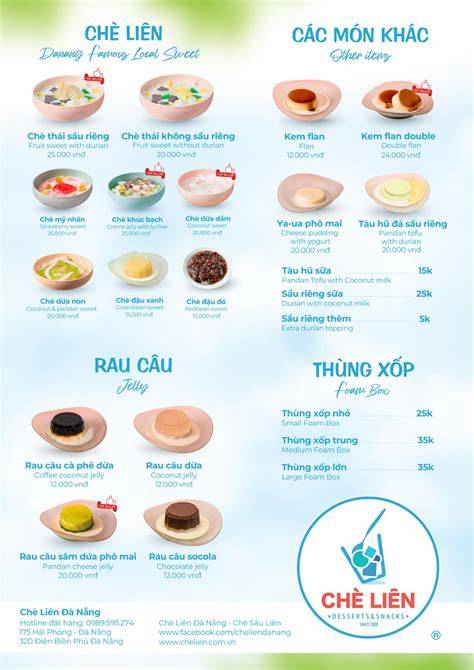 CHÈ LIÊN
Danang Famous Local Sweet
Chè thái sầu riêng
Fruit sweet with durian
25.000 vnđ
Chè thái không sầu riêng
Fruit sweet without durian
20.000 vnđ
Chè mỹ nhân
Strawberry sweet
25,000 vnđ
Chè khúc bạch
Creme jelly with lychee
25,000 vnđ
Chè dừa dầm
Coconut sweet
20,000 vnđ
Chè dừa non
Coconut & pandan sweet
20.000 vnđ
Chè đậu xanh
Greenbean sweet
vnđ
Chè đậu đỏ
Redbean sweet
vnđ
CÁC MÓN KHÁC
Other items
Kem flan
Flan
12.000 vnđ
Kem flan double
Double flan
24.000 vnđ
Ya-ua phô mai
Cheese pudding
with yogurt
20.000 vnđ
Tàu hũ đá sầu riêng
Pandan tofu
with durian
20.000 vnđ
Tàu hũ sữa 15k
Pandan Tofu with Coconut milk
Sầu riêng sữa 25k
Durian with coconut milk
Sầu riêng thêm 5k
Extra durian topping
RAU CÂU
Jelly
Rau câu cà phê dừa
Coffee coconut jelly
12.000 vnđ
Rau câu dừa
Coconut jelly
12.000 vnđ
Rau câu sầm dứa phô mai
Pandan cheese jelly
20.000 vnđ
Rau câu socola
Chocolate jelly
12.000 vnđ
THÙNG XỐP
Foam Box
Thùng xốp nhỏ 25k
Small Foam Box
Thùng xốp trung 35k
Medium Foam Box
Thùng xốp lớn 35k
Large Foam Box
CHÈ LIÊN
DESSERTS&SNACKS
SINCE
®
Chè Liên Đà Nẵng
Hotline đặt hàng: 0989.595.274
175 Hải Phòng - Đà Nẵng
320 Điện Biên Phủ Đà Nẵng
Chè Liên Đà Nẵng - Chè Sầu Liên
www.facebook.com/cheliendanang
www.chelien.com.vn